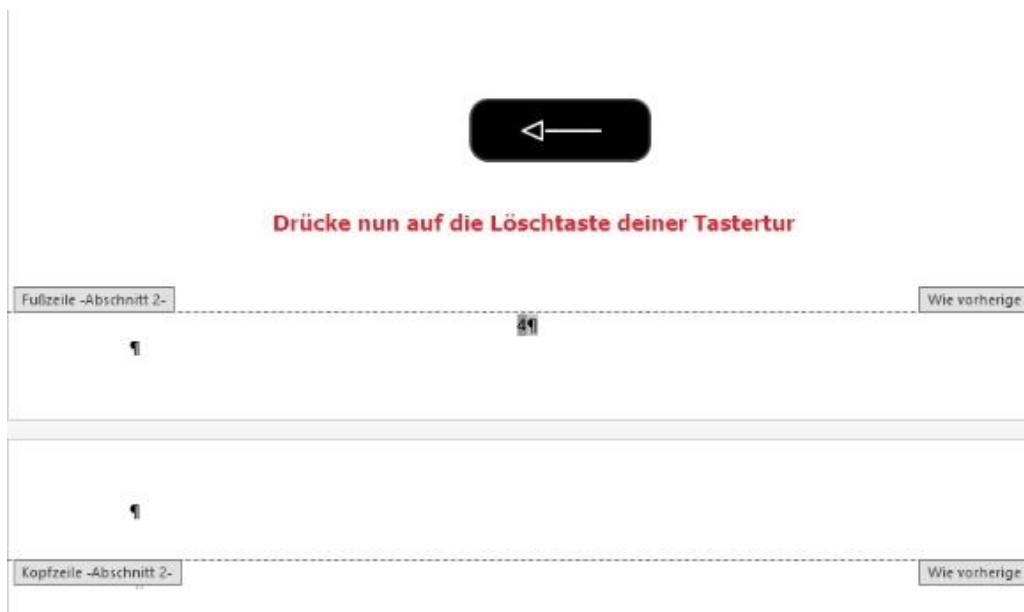 Drücke nun auf die Löschtaste deiner Tastertur
Fußzeile -Abschnitt 2-
Wie vorherige
4¶
¶
¶
Kopfzeile -Abschnitt 2-
Wie vorherige